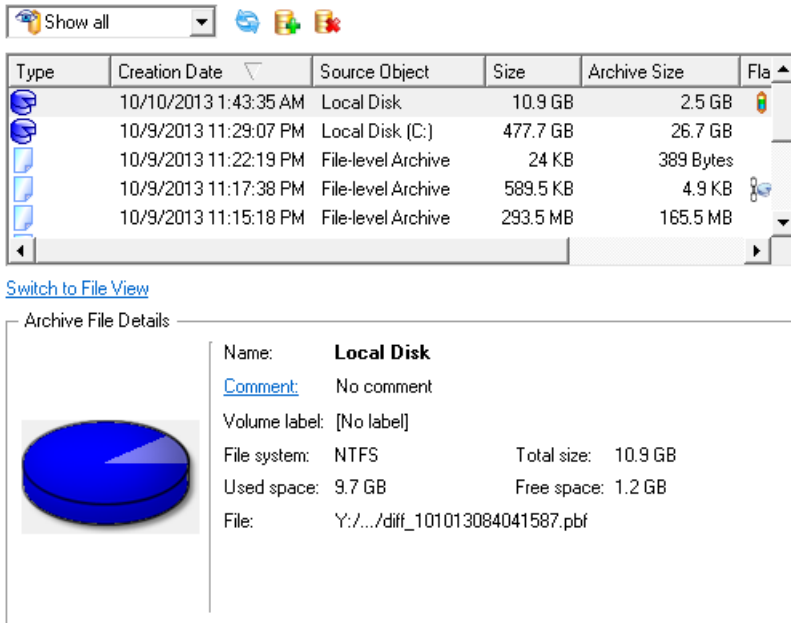 Show all
Type Creation Date Source Object Size Archive Size Fla
10/10/2013 1:43:35 AM Local Disk 10.9 GB 2.5 GB
10/9/2013 11:29:07 PM Local Disk (C:) 477.7 GB 26.7 GB
10/9/2013 11:22:19 PM File-level Archive 24 KB 389 Bytes
10/9/2013 11:17:38 PM File-level Archive 589.5 KB 4.9 KB
10/9/2013 11:15:18 PM File-level Archive 293.5 MB 165.5 MB
Switch to File View
Archive File Details
Name: Local Disk
Comment: No comment
Volume label: [No label]
File system: NTFS Total size: 10.9 GB
Used space: 9.7 GB Free space: 1.2 GB
File: Y:/.../diff_101013084041587.pbf